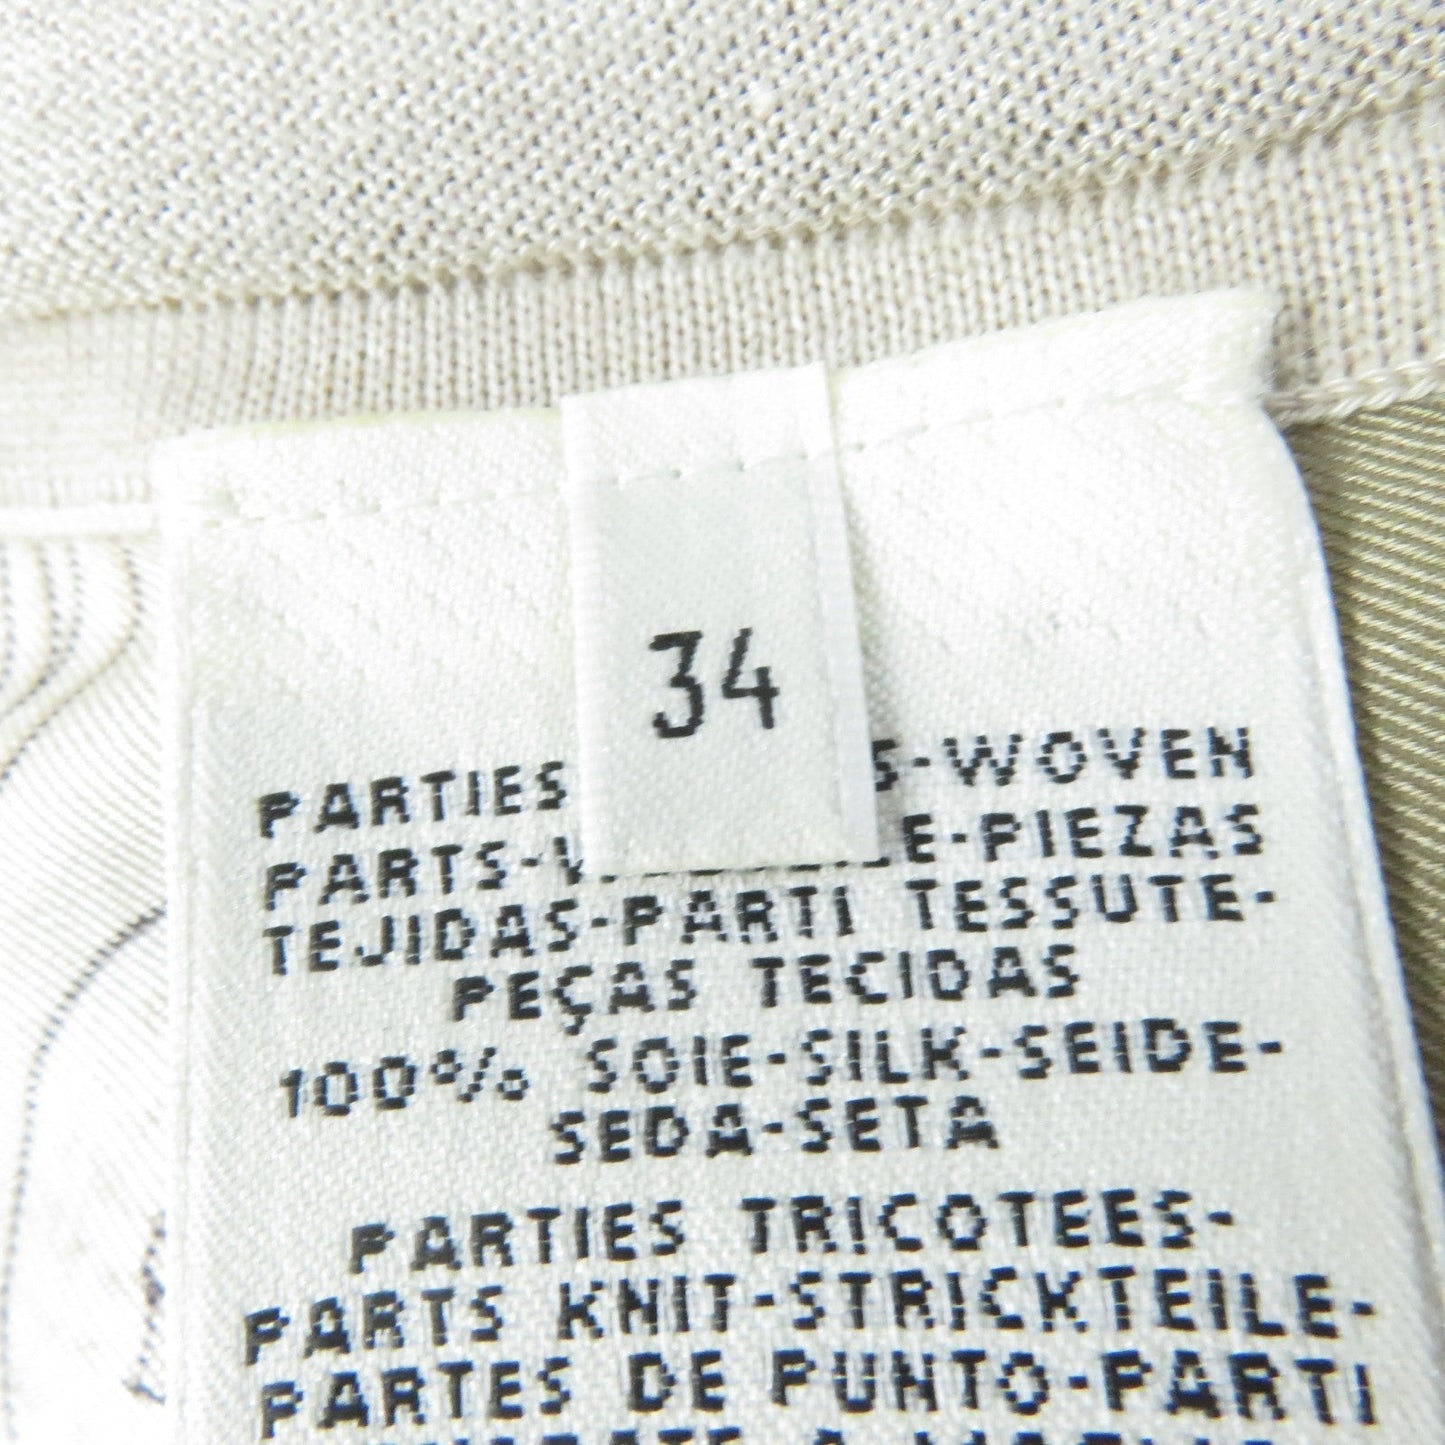 34
PARTIES S-WOVEN
PARTS- E-PIEZAS
TEJIDAS-PARTI TESSUTE-
PEÇAS TECIDAS
100% SOIE-SILK-SEIDE-
SEDA-SETA
PARTIES TRICOTEES-
PARTS KNIT-STRICKTEILE-
PARTES DE PUNTO-PARTI